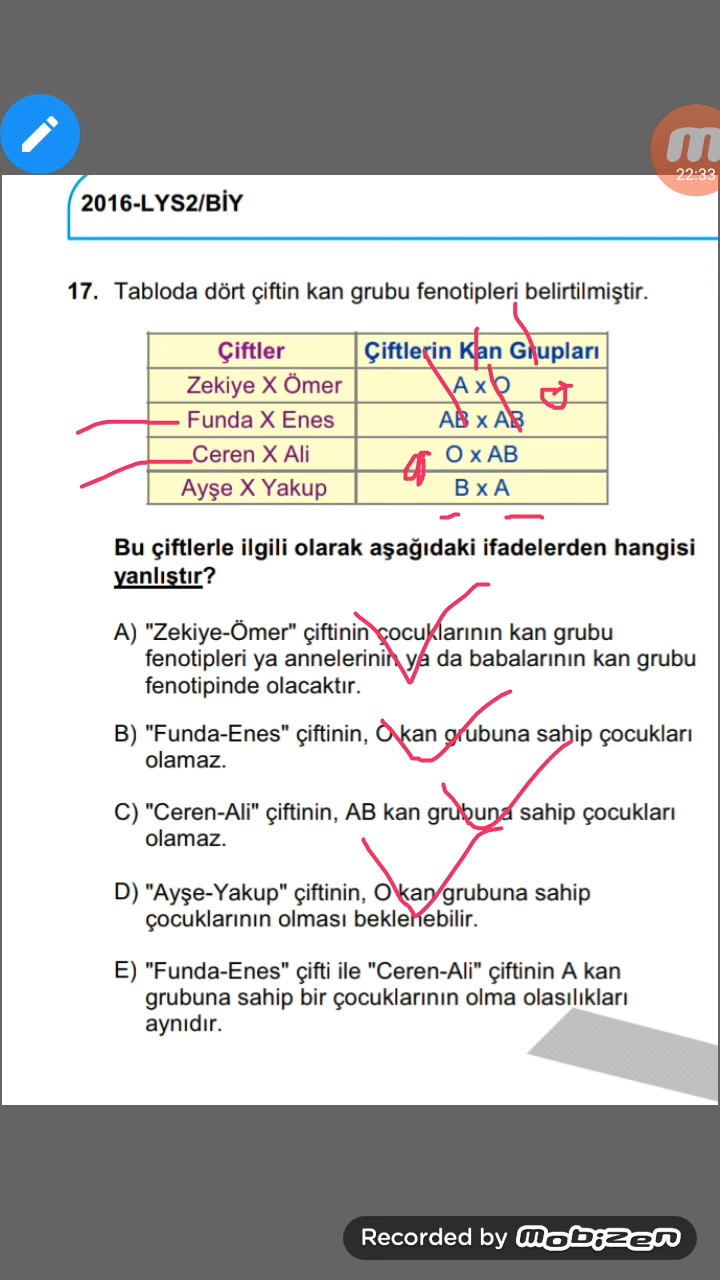 22:33
2016-LYS2/BİY
17. Tabloda dört çiftin kan grubu fenotipleri belirtilmiştir.
Çiftler Çiftlerin Kan Grupları
Zekiye X Ömer A x O
Funda X Enes AB x AB
Ceren X Ali O x AB
Ayşe X Yakup B x A
Bu çiftlerle ilgili olarak aşağıdaki ifadelerden hangisi
yanlıştır?
A) "Zekiye-Ömer" çiftinin çocuklarının kan grubu
fenotipleri ya annelerinin ya da babalarının kan grubu
fenotipinde olacaktır.
B) "Funda-Enes" çiftinin, O kan grubuna sahip çocukları
olamaz.
C) "Ceren-Ali" çiftinin, AB kan grubuna sahip çocukları
olamaz.
D) "Ayşe-Yakup" çiftinin, O kan grubuna sahip
çocuklarının olması beklenebilir.
E) "Funda-Enes" çifti ile "Ceren-Ali" çiftinin A kan
grubuna sahip bir çocuklarının olma olasılıkları
aynıdır.
Recorded by mobizen